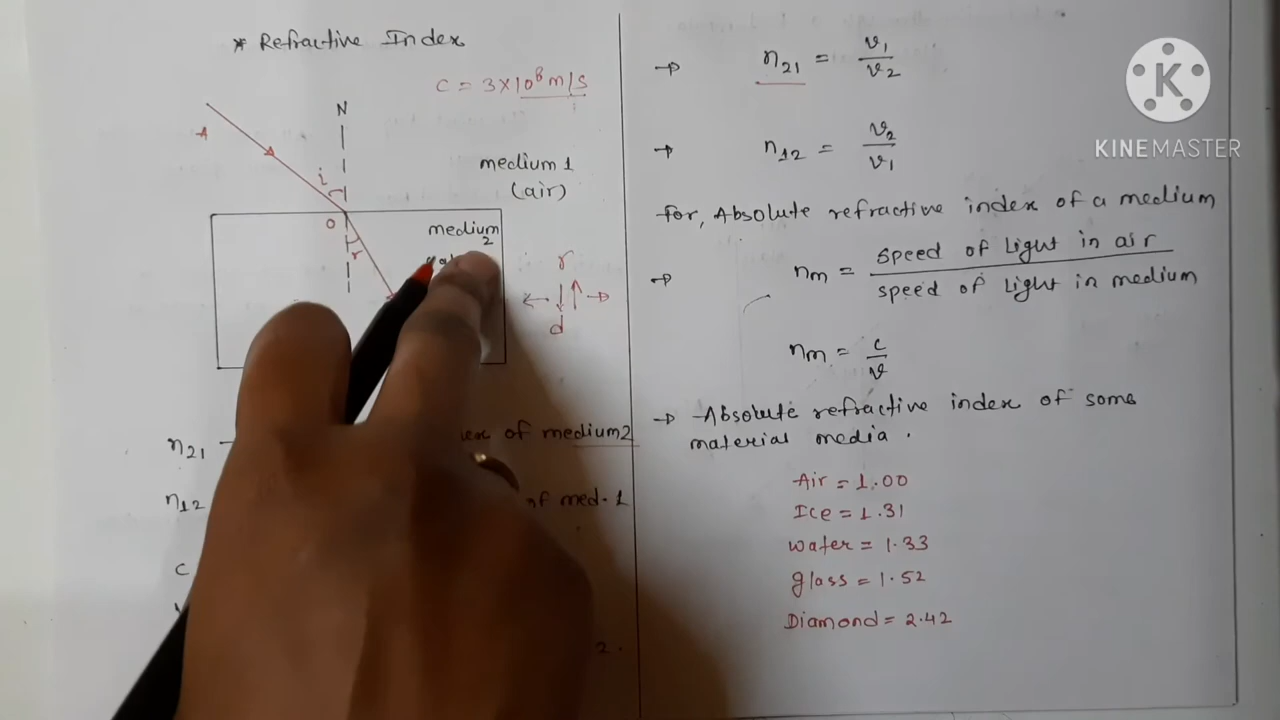 * Refractive Index
C = 3×10⁸ m/s
N
A
i
medium 1
(air)
O
medium
2
r
r
d
n₂₁
ex of medium2
n₁₂
of med. 1
C
2.
→ n₂₁ = v₁/v₂
→ n₁₂ = v₂/v₁
For, Absolute refractive index of a medium
→ nm = speed of Light in air / speed of Light in medium
nm = c/v
→ Absolute refractive index of some
material media.
Air = 1.00
Ice = 1.31
water = 1.33
glass = 1.52
Diamond = 2.42
K
KINEMASTER